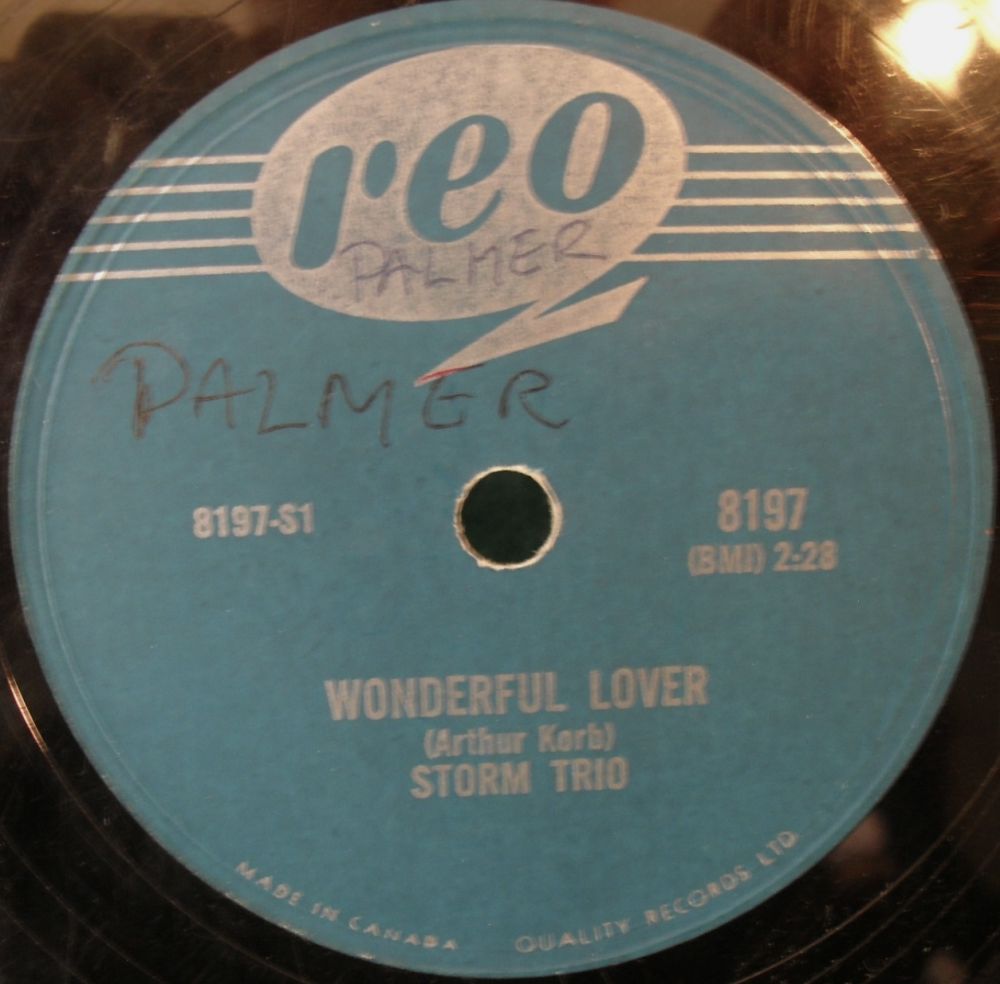 reo
PALMER
PALMER
8197-S1
8197
(BMI) 2:28
WONDERFUL LOVER
(Arthur Korb)
STORM TRIO
MADE IN CANADA
QUALITY RECORDS LTD.